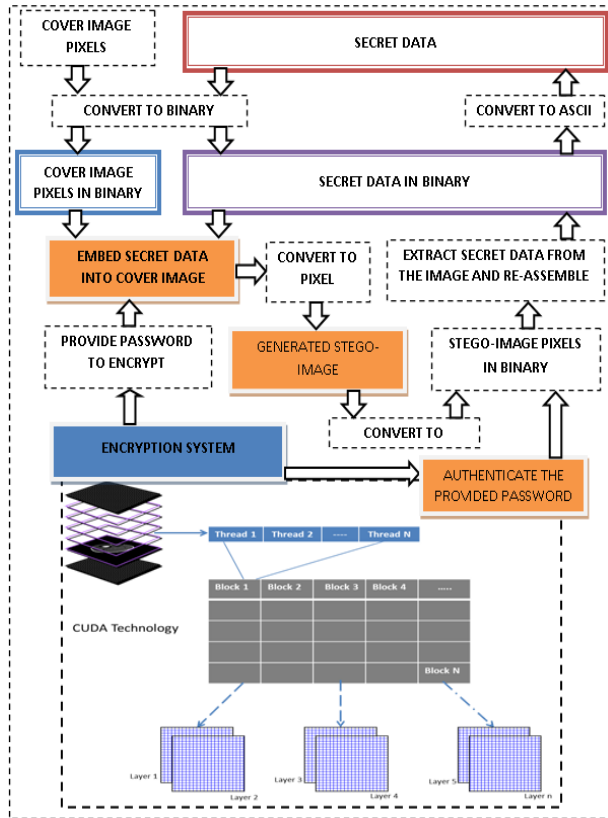 COVER IMAGE
PIXELS
SECRET DATA
CONVERT TO BINARY
CONVERT TO ASCII
COVER IMAGE
PIXELS IN BINARY
SECRET DATA IN BINARY
EMBED SECRET DATA
INTO COVER IMAGE
CONVERT TO
PIXEL
EXTRACT SECRET DATA FROM
THE IMAGE AND RE-ASSEMBLE
PROVIDE PASSWORD
TO ENCRYPT
GENERATED STEGO-
IMAGE
STEGO-IMAGE PIXELS
IN BINARY
CONVERT TO
ENCRYPTION SYSTEM
AUTHENTICATE THE
PROVIDED PASSWORD
Thread 1 Thread 2 ---- Thread N
Block 1 Block 2 Block 3 Block 4 .....
CUDA Technology
Block N
Layer 1
Layer 2
Layer 3
Layer 4
Layer 5
Layer n